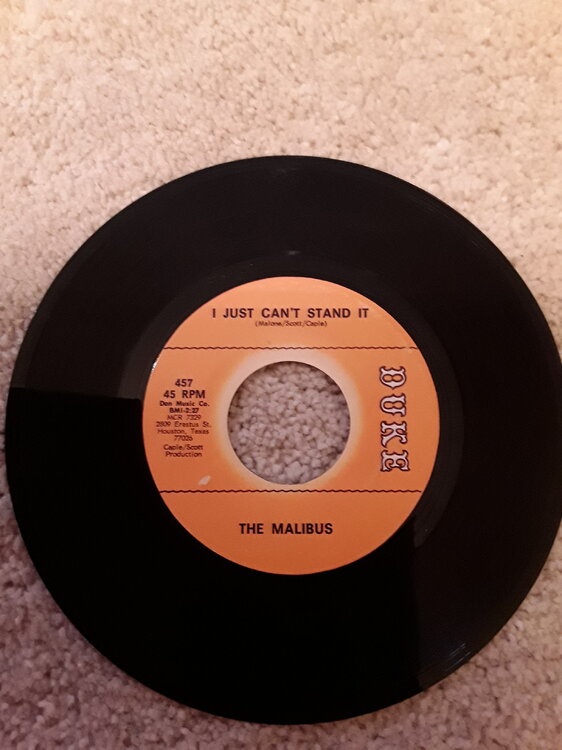 I JUST CAN'T STAND IT
(Malone/Scott/Caple)
457
45 RPM
Don Music Co.
BMI-2:27
MCR 7329
2809 Erastus St.
Houston, Texas
77026
Caple/Scott
Production
DUKE
THE MALIBUS